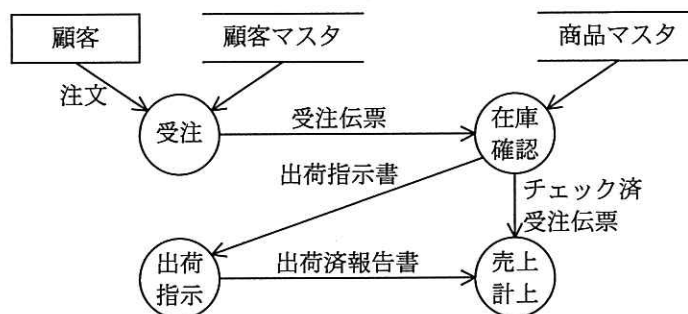 顧客
顧客マスタ
商品マスタ
注文
受注
受注伝票
在庫
確認
出荷指示書
チェック済
受注伝票
出荷
指示
出荷済報告書
売上
計上